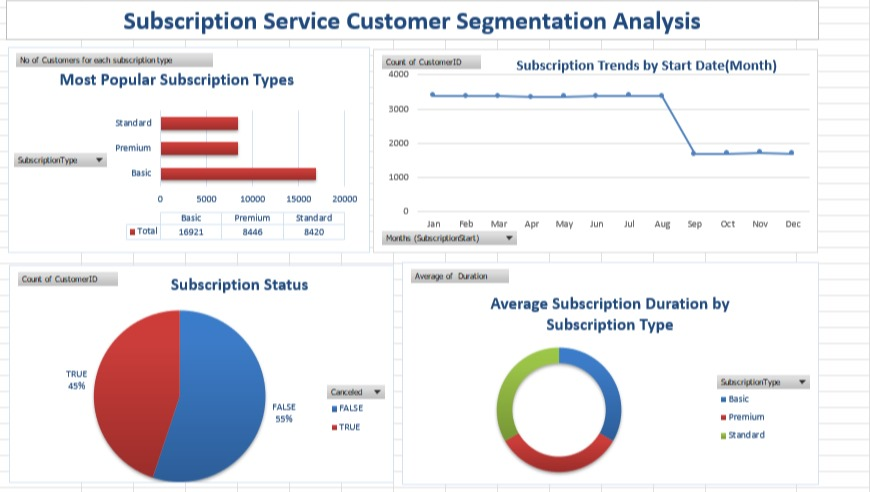 Subscription Service Customer Segmentation Analysis
No of Customers for each subscription type
Most Popular Subscription Types
Standard
Premium
Basic
SubscriptionType
0 5000 10000 15000 20000
Basic Premium Standard
Total 16921 8446 8420
Count of CustomerID
Subscription Trends by Start Date(Month)
4000
3000
2000
1000
0
Jan Feb Mar Apr May Jun Jul Aug Sep Oct Nov Dec
Months (SubscriptionStart)
Count of CustomerID
Subscription Status
TRUE
45%
FALSE
55%
Canceled
FALSE
TRUE
Average of Duration
Average Subscription Duration by
Subscription Type
SubscriptionType
Basic
Premium
Standard